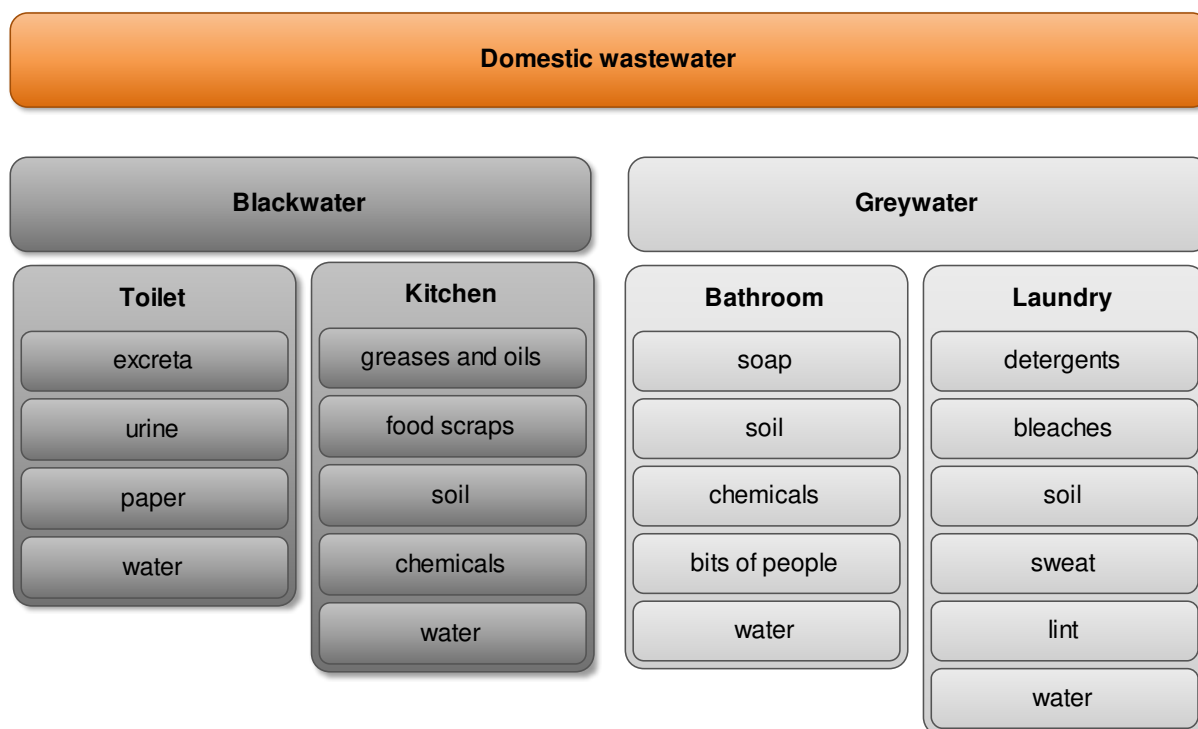 Domestic wastewater
Blackwater
Greywater
Toilet
excreta
urine
paper
water
Kitchen
greases and oils
food scraps
soil
chemicals
water
Bathroom
soap
soil
chemicals
bits of people
water
Laundry
detergents
bleaches
soil
sweat
lint
water